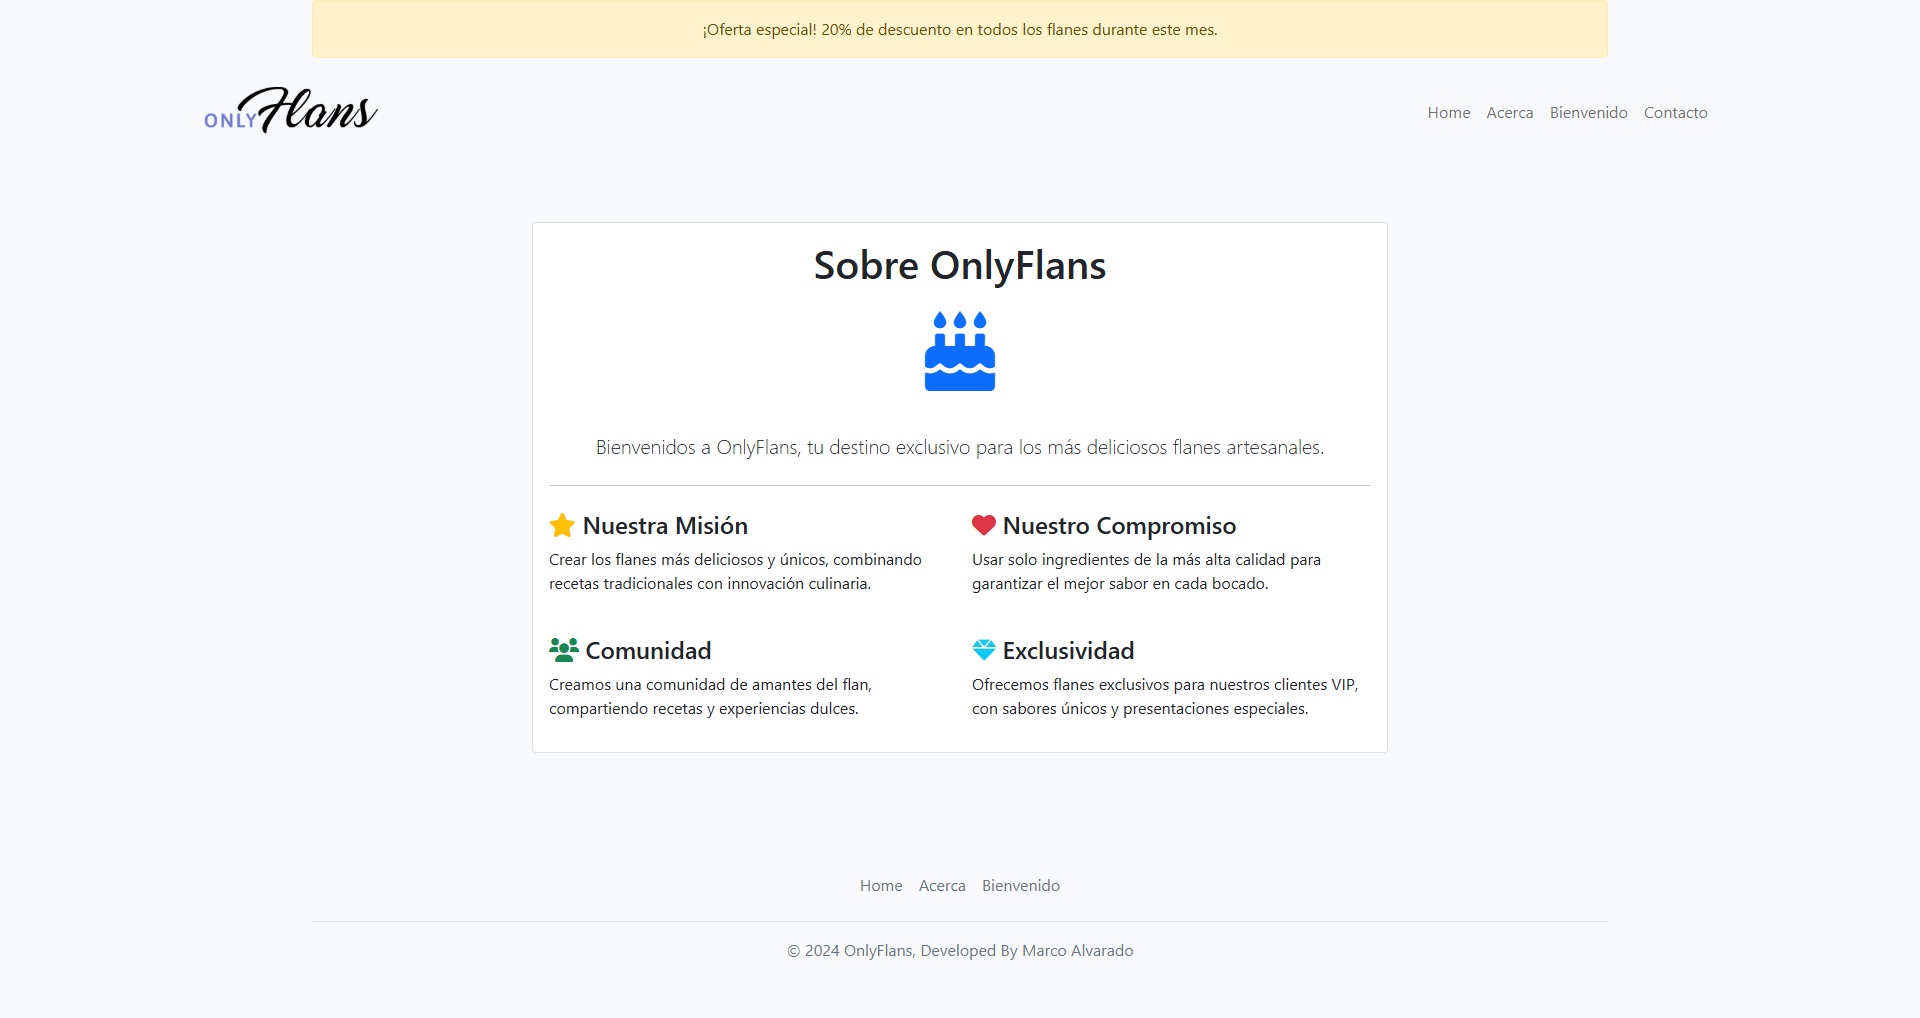 ¡Oferta especial! 20% de descuento en todos los flanes durante este mes.
ONLY Flans
Home Acerca Bienvenido Contacto
Sobre OnlyFlans
Bienvenidos a OnlyFlans, tu destino exclusivo para los más deliciosos flanes artesanales.
Nuestra Misión
Crear los flanes más deliciosos y únicos, combinando
recetas tradicionales con innovación culinaria.
Nuestro Compromiso
Usar solo ingredientes de la más alta calidad para
garantizar el mejor sabor en cada bocado.
Comunidad
Creamos una comunidad de amantes del flan,
compartiendo recetas y experiencias dulces.
Exclusividad
Ofrecemos flanes exclusivos para nuestros clientes VIP,
con sabores únicos y presentaciones especiales.
Home Acerca Bienvenido
© 2024 OnlyFlans, Developed By Marco Alvarado